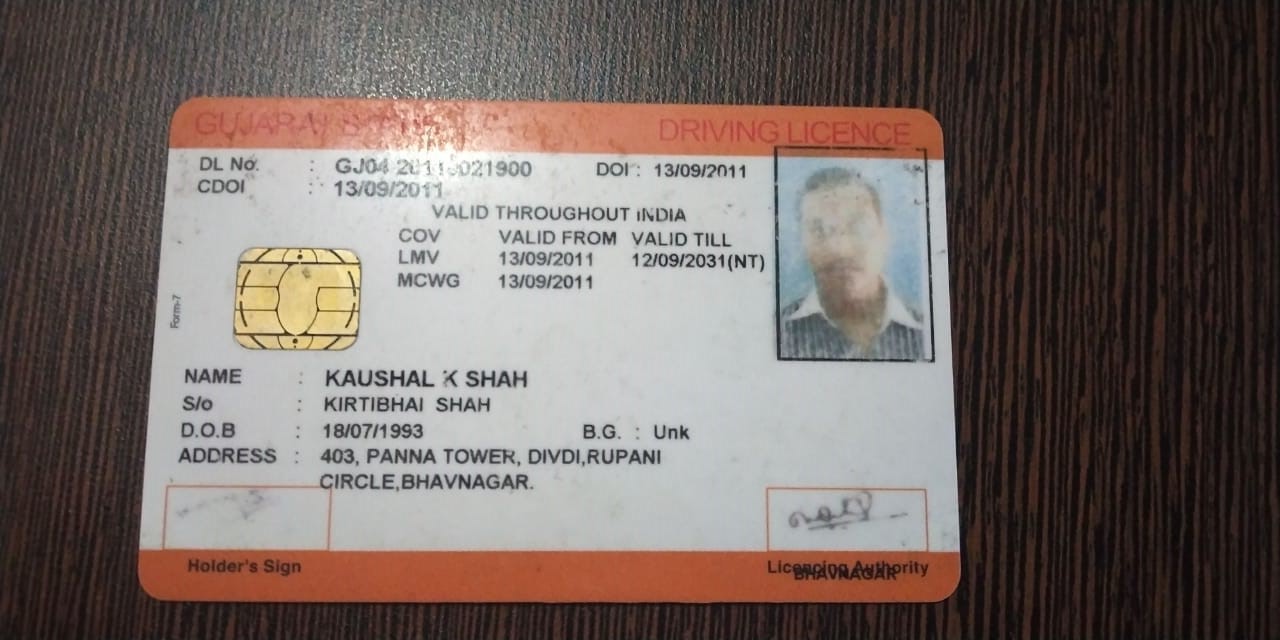 GUJARAT STATE DRIVING LICENCE
DL No. : GJ04 DOI : 13/09/2011
CDOI : 13/09/2011
VALID THROUGHOUT INDIA
COV VALID FROM VALID TILL
LMV 13/09/2011 12/09/2031(NT)
MCWG 13/09/2011
Form-7
NAME : KAUSHAL K SHAH
S/o : KIRTIBHAI SHAH
D.O.B : 18/07/1993 B.G. : Unk
ADDRESS : 403, PANNA TOWER, DIVDI,RUPANI
CIRCLE,BHAVNAGAR.
Holder's Sign Licencing Authority
BHAVNAGAR